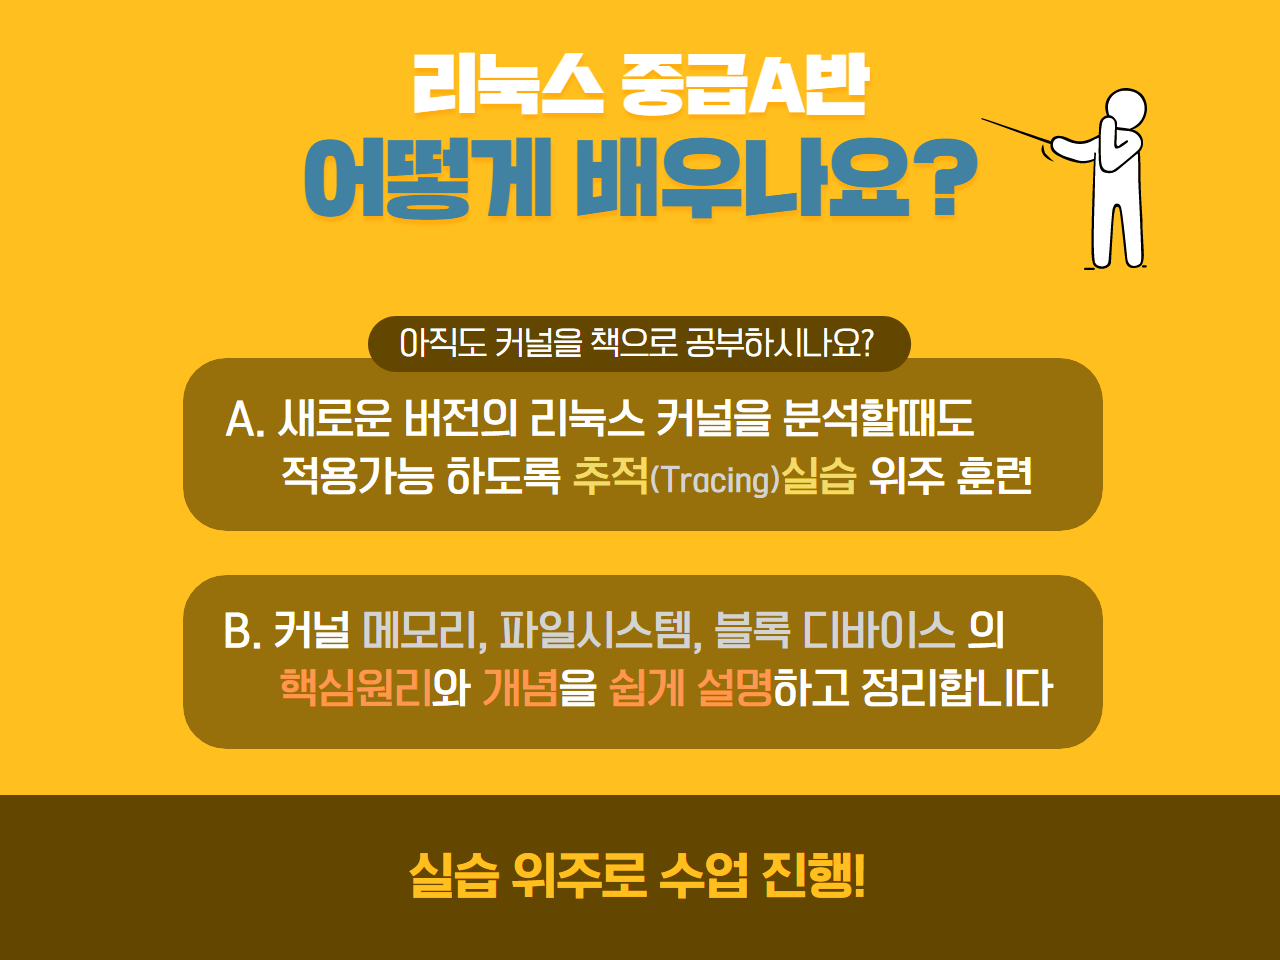 리눅스 중급A반
어떻게 배우나요?
아직도 커널을 책으로 공부하시나요?
A. 새로운 버전의 리눅스 커널을 분석할때도
적용가능 하도록 추적(Tracing)실습 위주 훈련
B. 커널 메모리, 파일시스템, 블록 디바이스 의
핵심원리와 개념을 쉽게 설명하고 정리합니다
실습 위주로 수업 진행!